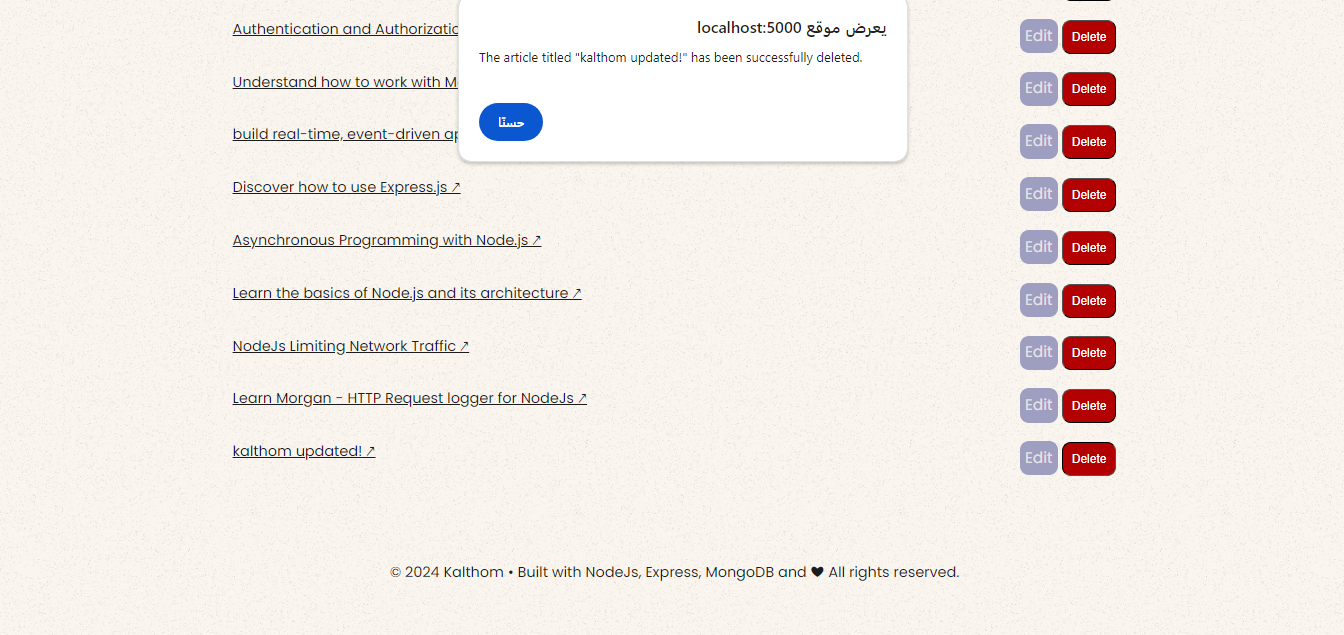 يعرض موقع localhost:5000
The article titled "kalthom updated!" has been successfully deleted.
حسنًا
Authentication and Authorizatio
Edit Delete
Understand how to work with M
Edit Delete
build real-time, event-driven ap
Edit Delete
Discover how to use Express.js ↗
Edit Delete
Asynchronous Programming with Node.js ↗
Edit Delete
Learn the basics of Node.js and its architecture ↗
Edit Delete
NodeJs Limiting Network Traffic ↗
Edit Delete
Learn Morgan - HTTP Request logger for NodeJs ↗
Edit Delete
kalthom updated! ↗
Edit Delete
© 2024 Kalthom • Built with NodeJs, Express, MongoDB and ♥ All rights reserved.